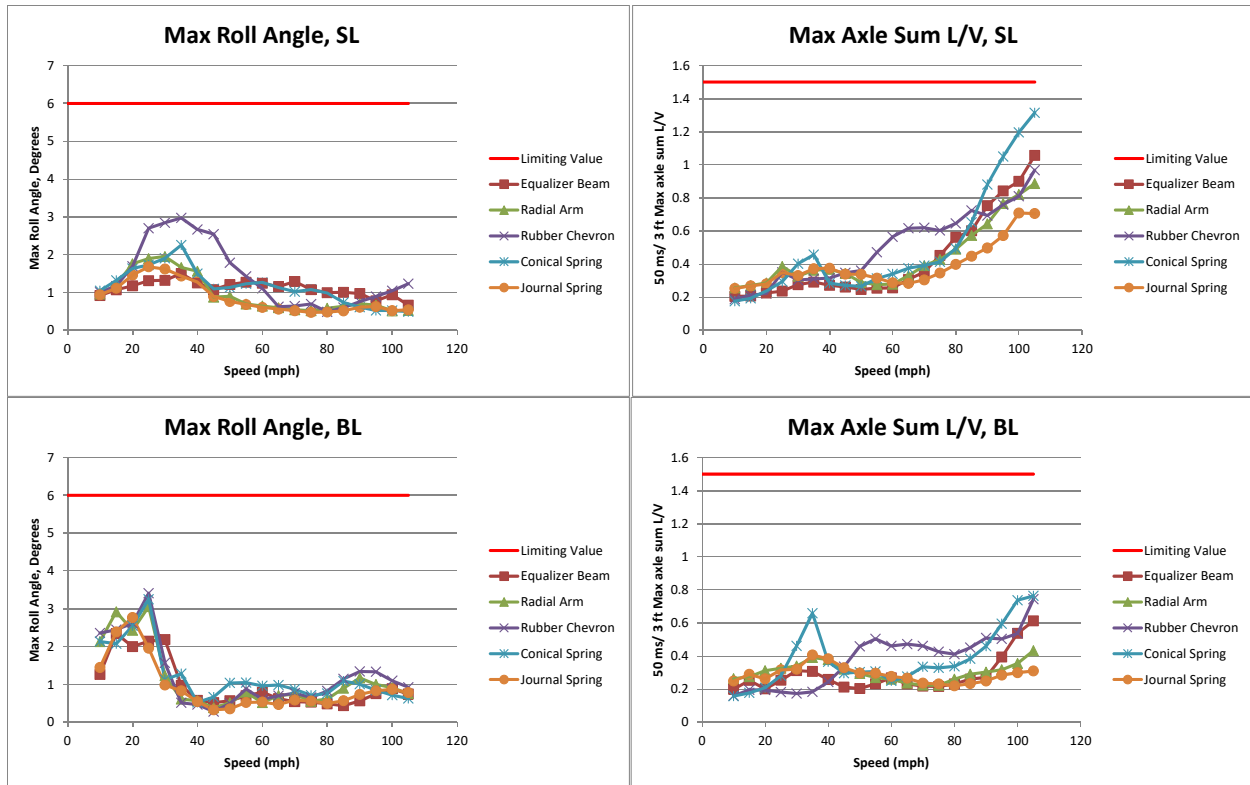 Max Roll Angle, SL
7
6
5
4
3
2
1
0
Max Roll Angle, Degrees
0 20 40 60 80 100 120
Speed (mph)
Limiting Value
Equalizer Beam
Radial Arm
Rubber Chevron
Conical Spring
Journal Spring
Max Axle Sum L/V, SL
1.6
1.4
1.2
1
0.8
0.6
0.4
0.2
0
50 ms/ 3 ft Max axle sum L/V
0 20 40 60 80 100 120
Speed (mph)
Limiting Value
Equalizer Beam
Radial Arm
Rubber Chevron
Conical Spring
Journal Spring
Max Roll Angle, BL
7
6
5
4
3
2
1
0
Max Roll Angle, Degrees
0 20 40 60 80 100 120
Speed (mph)
Limiting Value
Equalizer Beam
Radial Arm
Rubber Chevron
Conical Spring
Journal Spring
Max Axle Sum L/V, BL
1.6
1.4
1.2
1
0.8
0.6
0.4
0.2
0
50 ms/ 3 ft Max axle sum L/V
0 20 40 60 80 100 120
Speed (mph)
Limiting Value
Equalizer Beam
Radial Arm
Rubber Chevron
Conical Spring
Journal Spring